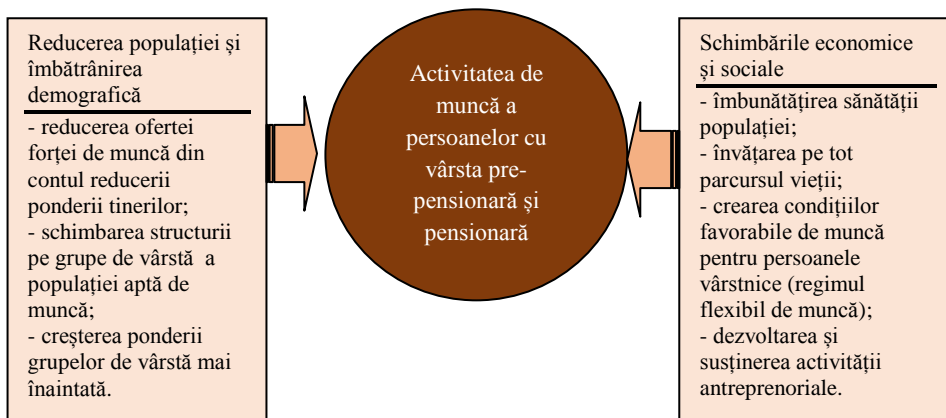 Reducerea populației și
îmbătrânirea
demografică
- reducerea ofertei
forței de muncă din
contul reducerii
ponderii tinerilor;
- schimbarea structurii
pe grupe de vârstă a
populației aptă de
muncă;
- creșterea ponderii
grupelor de vârstă mai
înaintată.
Activitatea de
muncă a
persoanelor cu
vârsta pre-
pensionară și
pensionară
Schimbările economice
și sociale
- îmbunătățirea sănătății
populației;
- învățarea pe tot
parcursul vieții;
- crearea condițiilor
favorabile de muncă
pentru persoanele
vârstnice (regimul
flexibil de muncă);
- dezvoltarea și
susținerea activității
antreprenoriale.